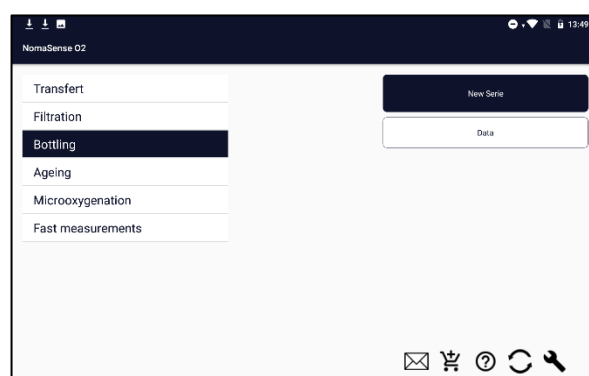 13:49
NomaSense O2
Transfert
New Serie
Filtration
Data
Bottling
Ageing
Microoxygenation
Fast measurements